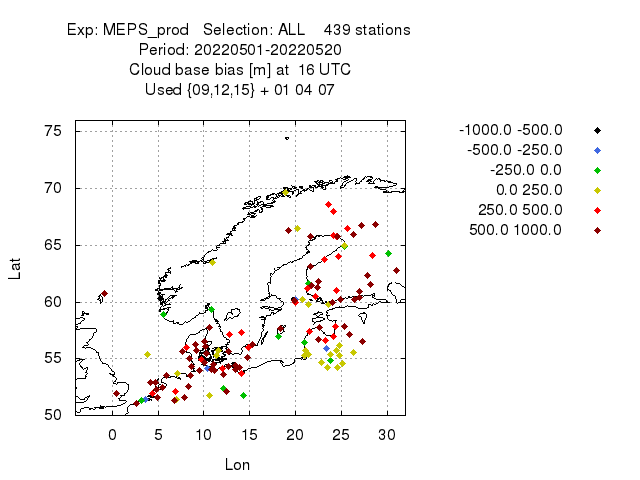 Exp: MEPS_prod   Selection: ALL    439 stations
Period: 20220501-20220520
Cloud base bias [m] at  16 UTC
Used {09,12,15} + 01 04 07
-1000.0 -500.0
-500.0 -250.0
-250.0 0.0
0.0 250.0
250.0 500.0
500.0 1000.0
75
70
65
60
55
50
Lat
0 5 10 15 20 25 30
Lon